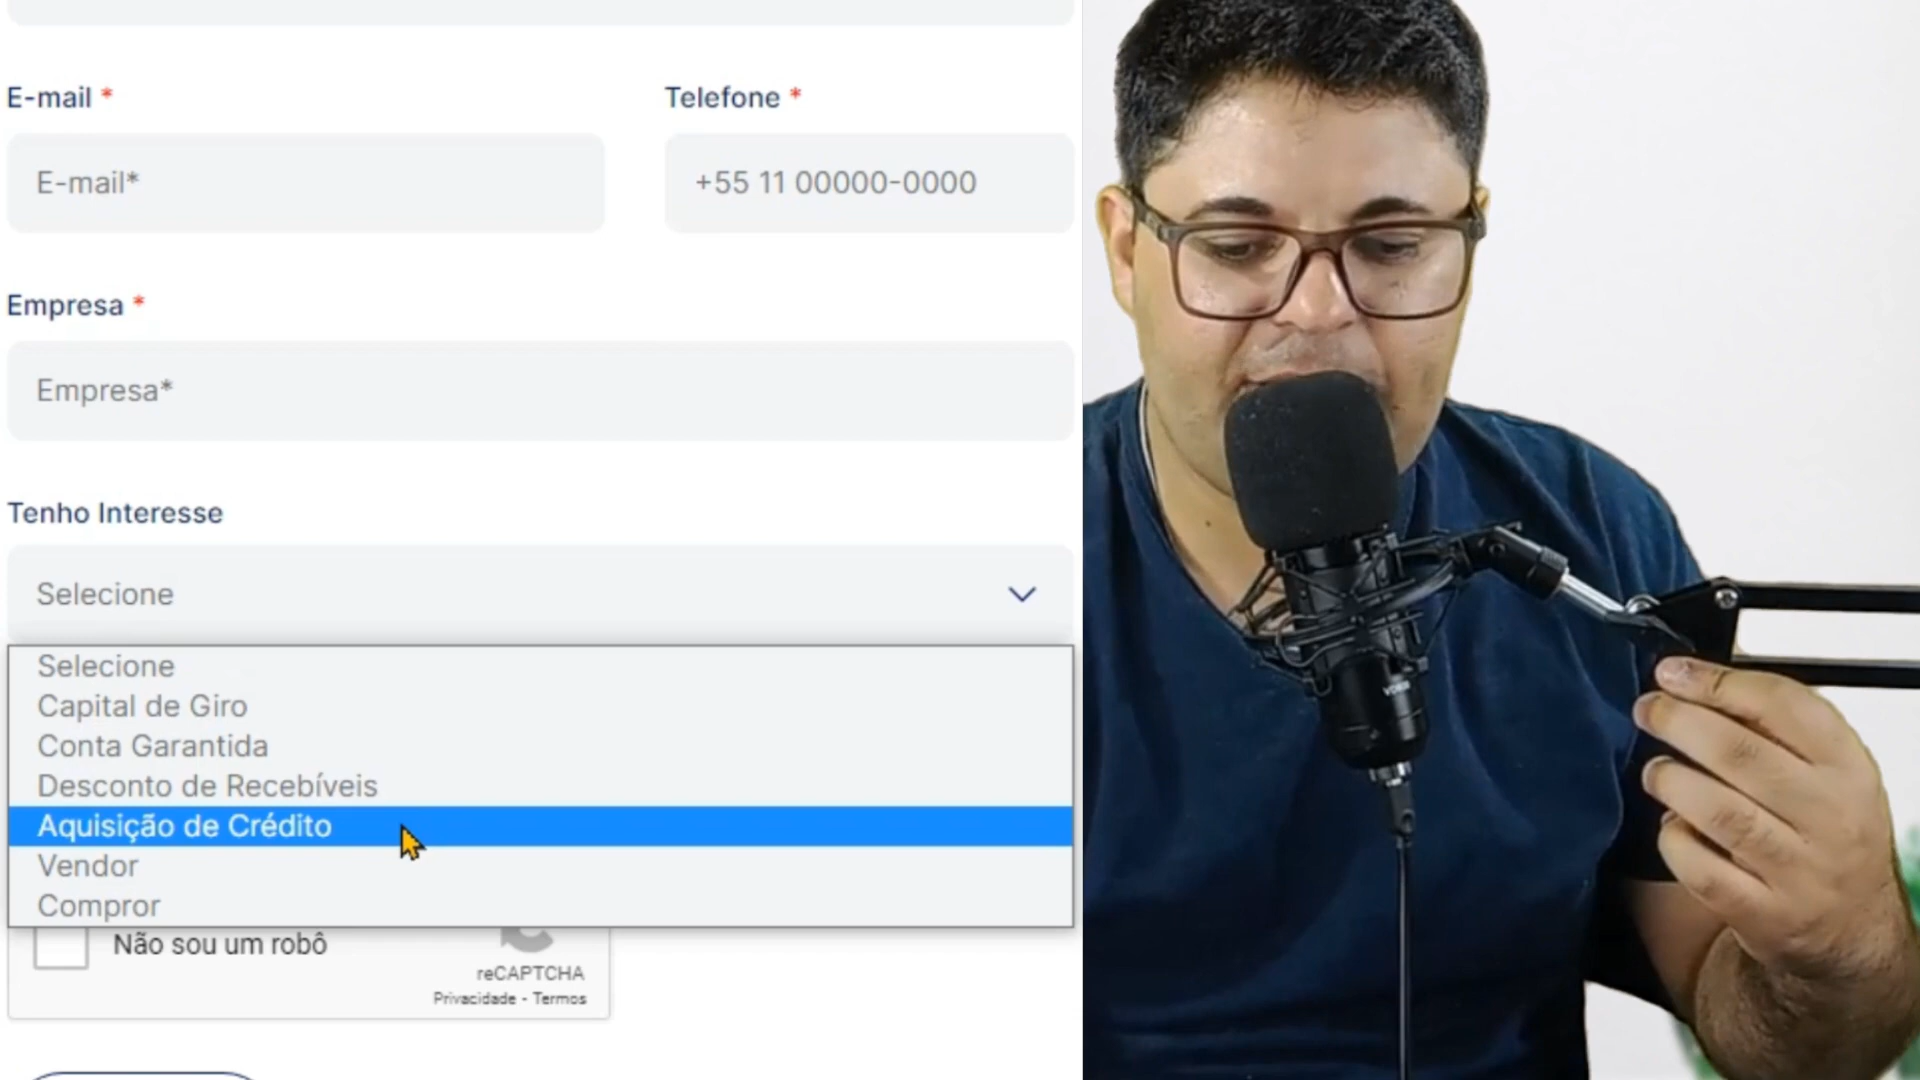 E-mail *
Telefone *
E-mail*
+55 11 00000-0000
Empresa *
Empresa*
Tenho Interesse
Selecione
Selecione
Capital de Giro
Conta Garantida
Desconto de Recebíveis
Aquisição de Crédito
Vendor
Compror
Não sou um robô
reCAPTCHA
Privacidade - Termos